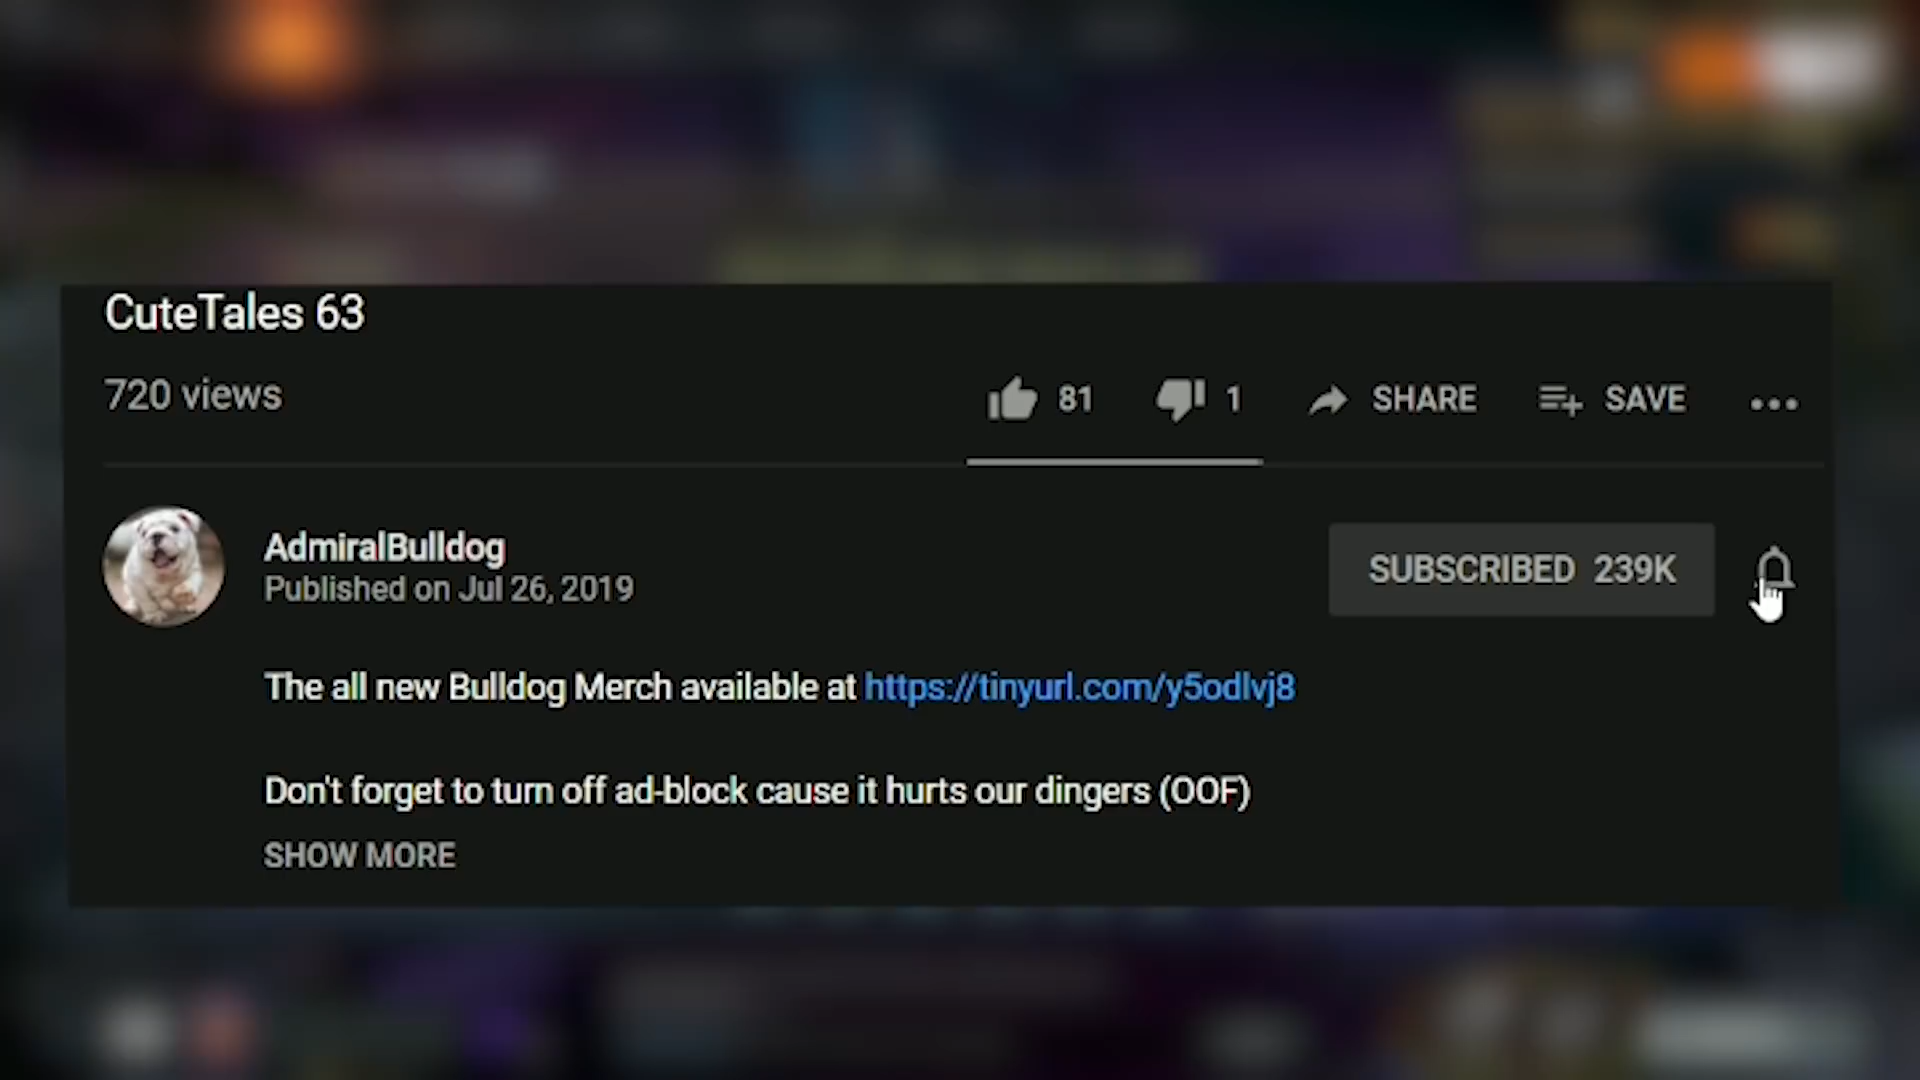 CuteTales 63
720 views
81 1 SHARE SAVE
AdmiralBulldog
Published on Jul 26, 2019
SUBSCRIBED 239K
The all new Bulldog Merch available at https://tinyurl.com/y5odlvj8
Don't forget to turn off ad-block cause it hurts our dingers (OOF)
SHOW MORE